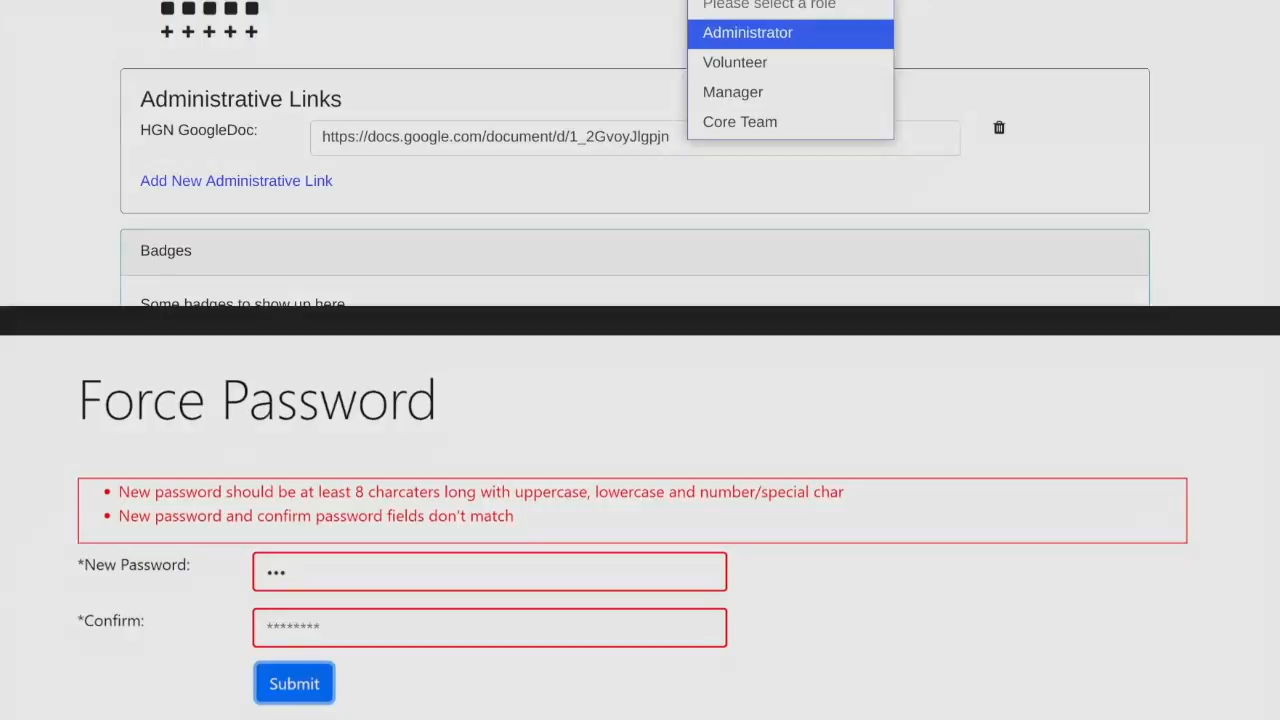 Please select a role
Administrator
Volunteer
Manager
Core Team
+ + + + +
Administrative Links
HGN GoogleDoc:
https://docs.google.com/document/d/1_2GvoyJlgpjn
Add New Administrative Link
Badges
Some badges to show up here
Force Password
• New password should be at least 8 charcaters long with uppercase, lowercase and number/special char
• New password and confirm password fields don't match
*New Password:
•••
*Confirm:
********
Submit